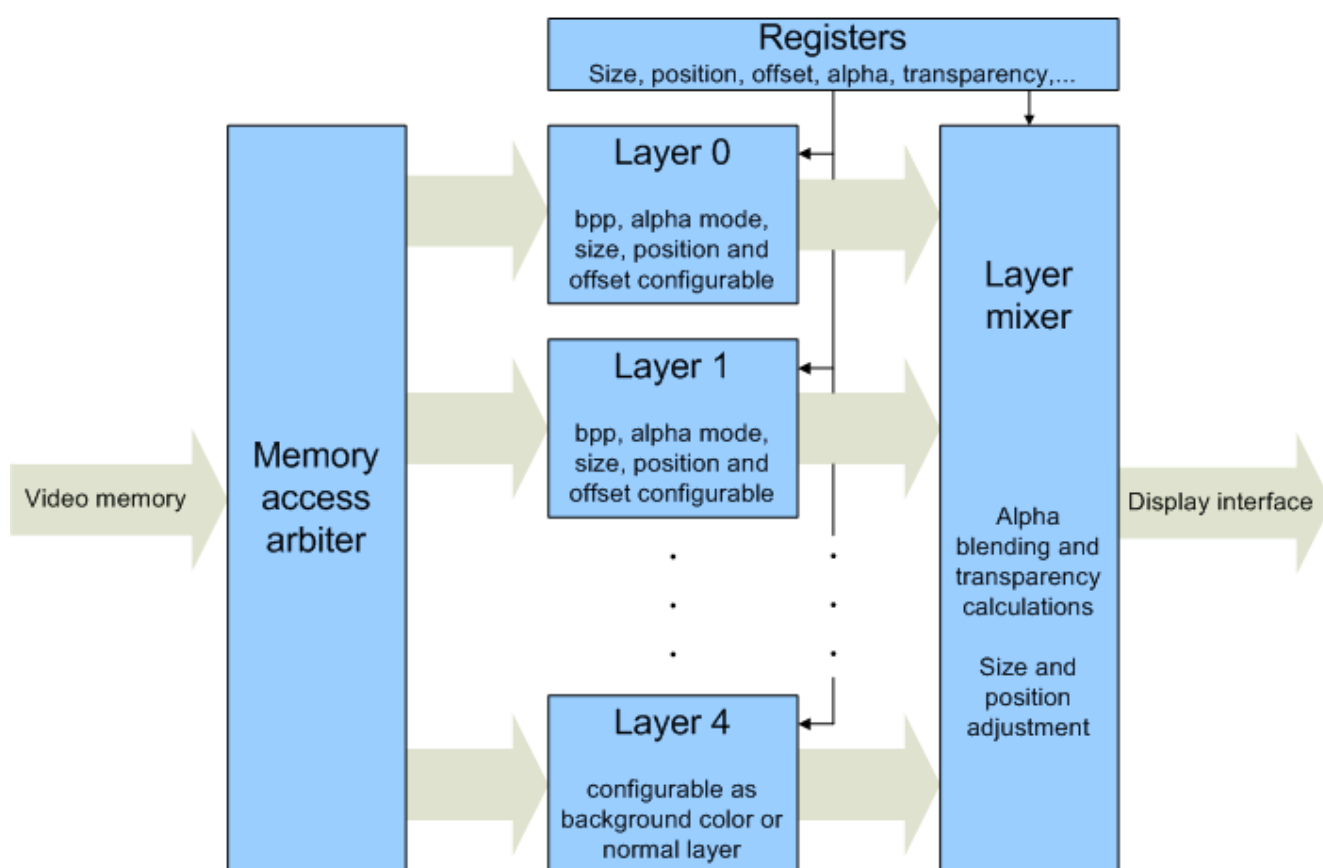 Registers
Size, position, offset, alpha, transparency,...
Layer 0
bpp, alpha mode,
size, position and
offset configurable
Layer 1
bpp, alpha mode,
size, position and
offset configurable
Layer
mixer
Memory
access
arbiter
Video memory
Display interface
Alpha
blending and
transparency
calculations
Size and
position
adjustment
Layer 4
configurable as
background color or
normal layer